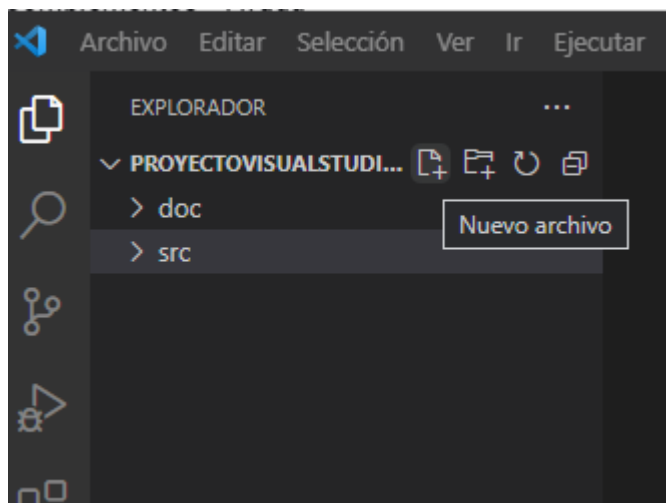 Archivo Editar Selección Ver Ir Ejecutar
EXPLORADOR
PROYECTOVISUALSTUDI...
doc
Nuevo archivo
src